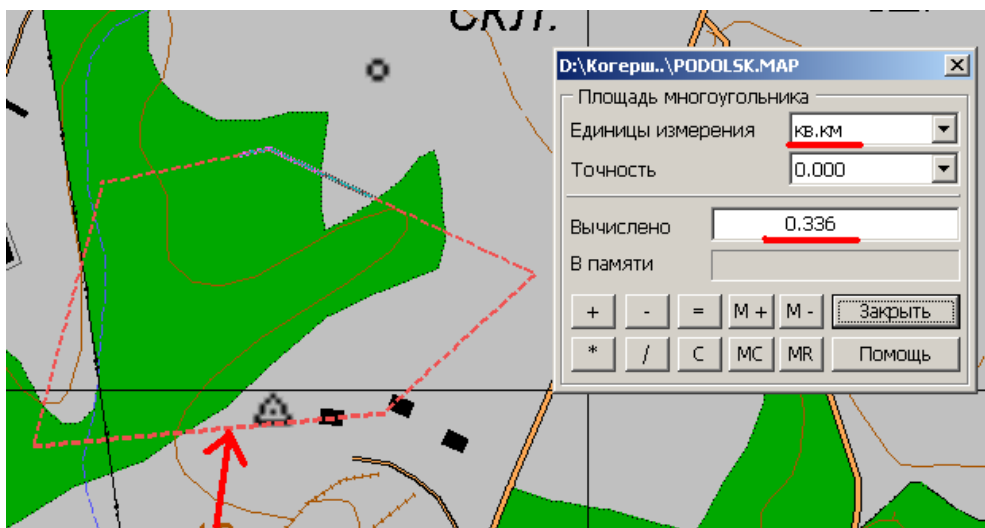 СКЛ.
D:\Когерш..\PODOLSK.MAP
Площадь многоугольника
Единицы измерения кв.км
Точность 0.000
Вычислено 0.336
В памяти
+ - = M + M - Закрыть
* / C MC MR Помощь